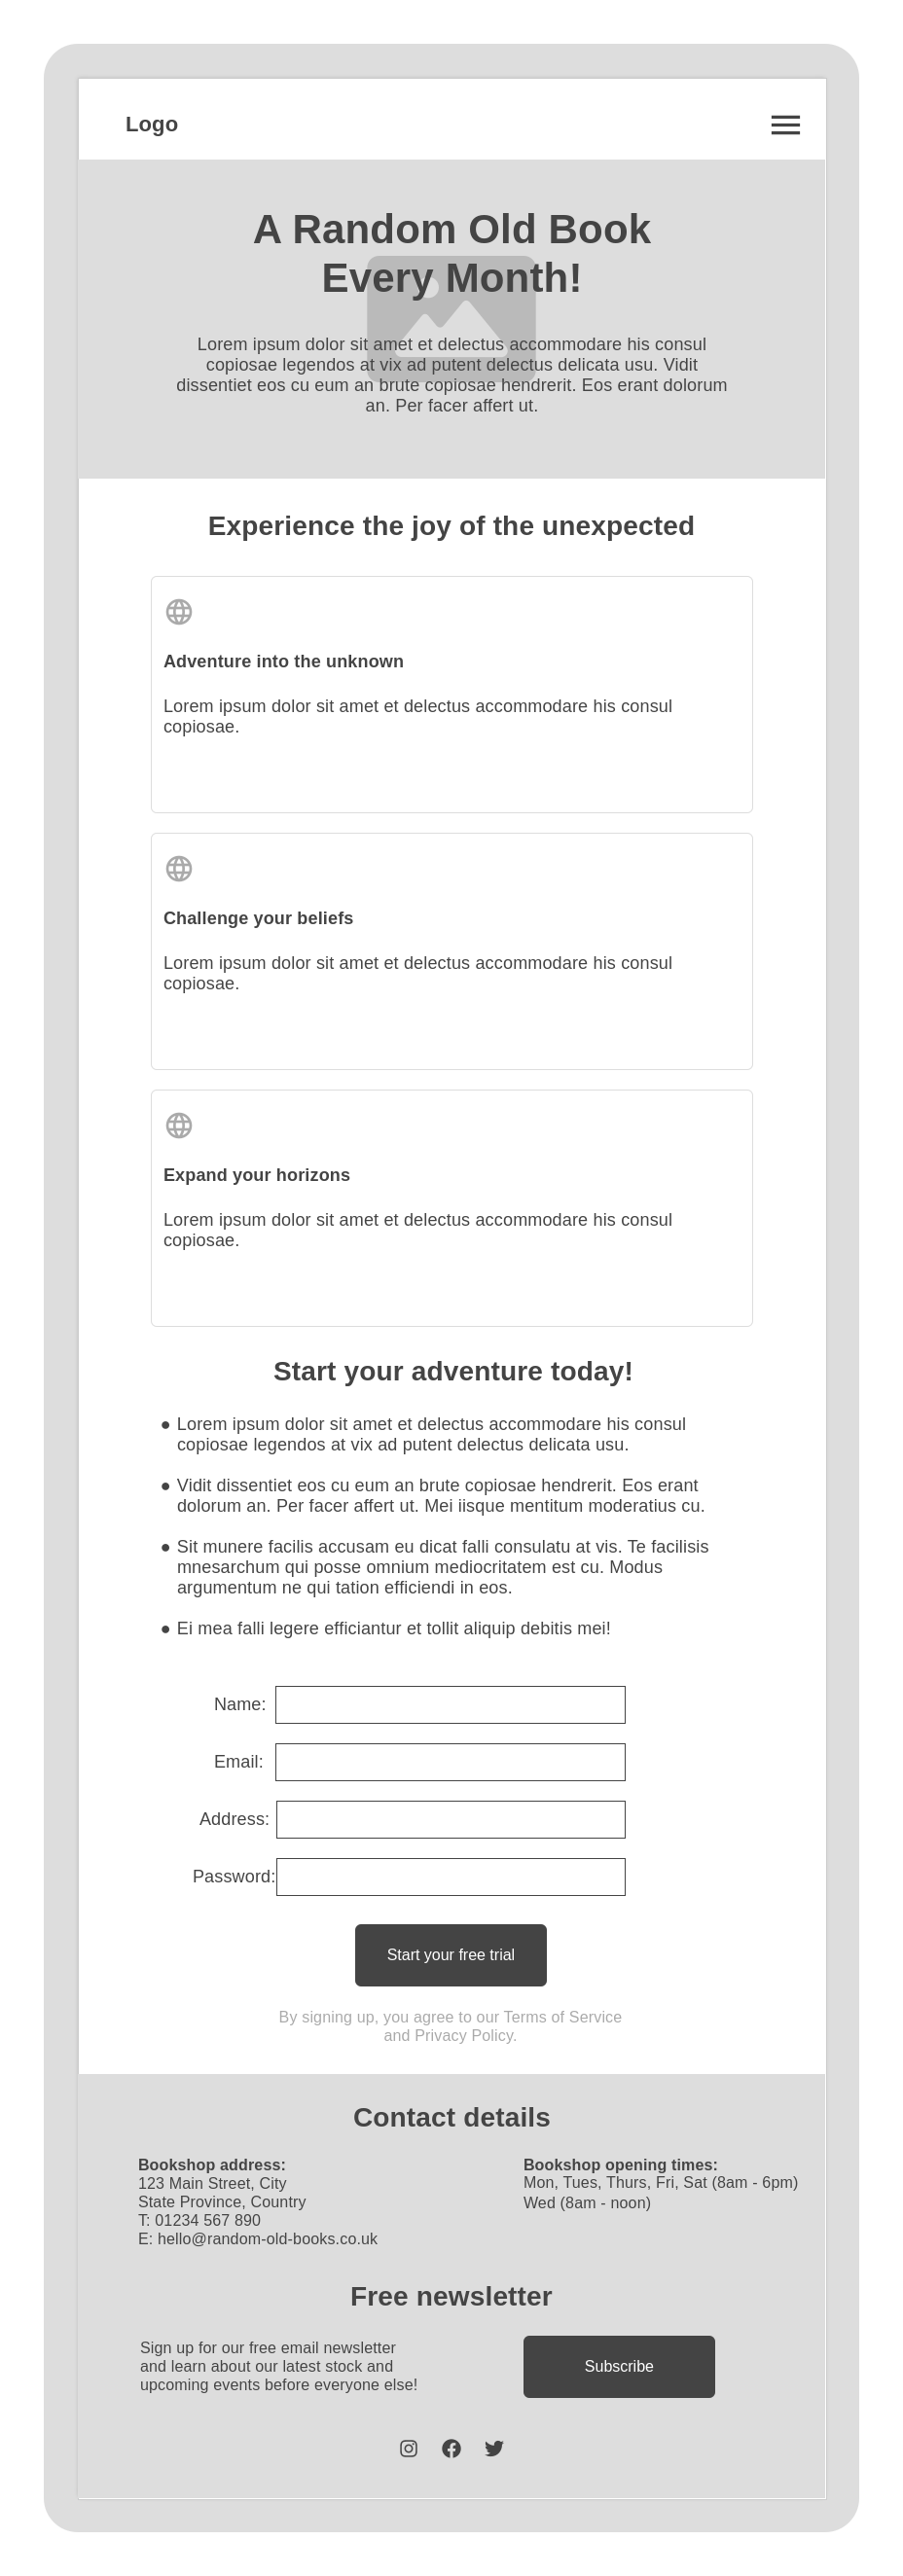 Logo
A Random Old Book
Every Month!
Lorem ipsum dolor sit amet et delectus accommodare his consul
copiosae legendos at vix ad putent delectus delicata usu. Vidit
dissentiet eos cu eum an brute copiosae hendrerit. Eos erant dolorum
an. Per facer affert ut.
Experience the joy of the unexpected
Adventure into the unknown
Lorem ipsum dolor sit amet et delectus accommodare his consul
copiosae.
Challenge your beliefs
Lorem ipsum dolor sit amet et delectus accommodare his consul
copiosae.
Expand your horizons
Lorem ipsum dolor sit amet et delectus accommodare his consul
copiosae.
Start your adventure today!
● Lorem ipsum dolor sit amet et delectus accommodare his consul
copiosae legendos at vix ad putent delectus delicata usu.
● Vidit dissentiet eos cu eum an brute copiosae hendrerit. Eos erant
dolorum an. Per facer affert ut. Mei iisque mentitum moderatius cu.
● Sit munere facilis accusam eu dicat falli consulatu at vis. Te facilisis
mnesarchum qui posse omnium mediocritatem est cu. Modus
argumentum ne qui tation efficiendi in eos.
● Ei mea falli legere efficiantur et tollit aliquip debitis mei!
Name:
Email:
Address:
Password:
Start your free trial
By signing up, you agree to our Terms of Service
and Privacy Policy.
Contact details
Bookshop address:
123 Main Street, City
State Province, Country
T: 01234 567 890
E: hello@random-old-books.co.uk
Bookshop opening times:
Mon, Tues, Thurs, Fri, Sat (8am - 6pm)
Wed (8am - noon)
Free newsletter
Sign up for our free email newsletter
and learn about our latest stock and
upcoming events before everyone else!
Subscribe